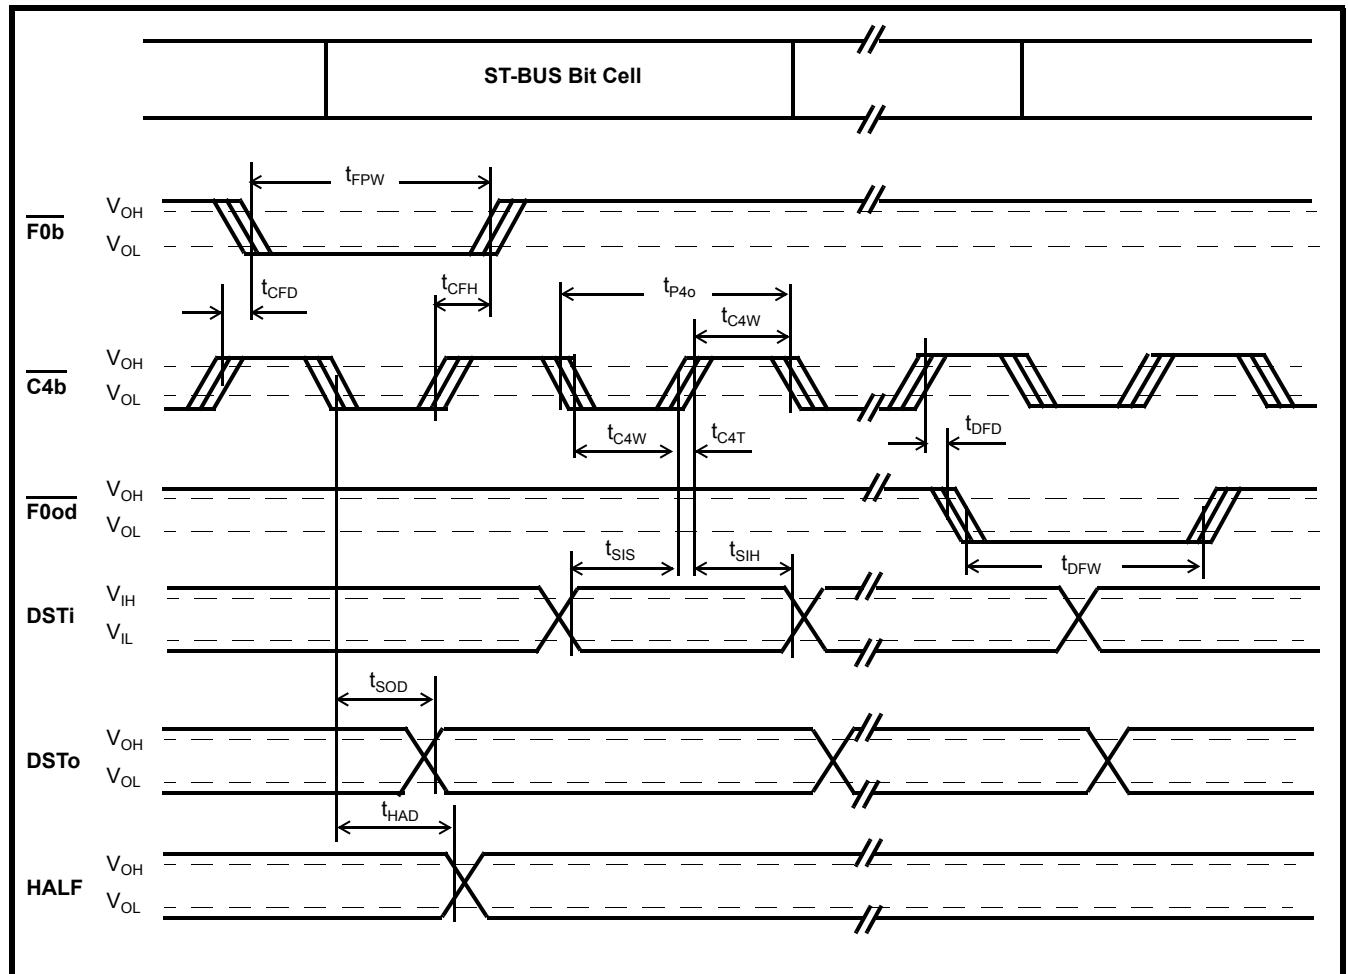 ST-BUS Bit Cell
tFPW
F0b
VOH
VOL
tCFD
tCFH
tP4o
tC4W
C4b
VOH
VOL
tC4W
tC4T
tDFD
F0od
VOH
VOL
tSIS
tSIH
tDFW
DSTi
VIH
VIL
tSOD
DSTo
VOH
VOL
tHAD
HALF
VOH
VOL